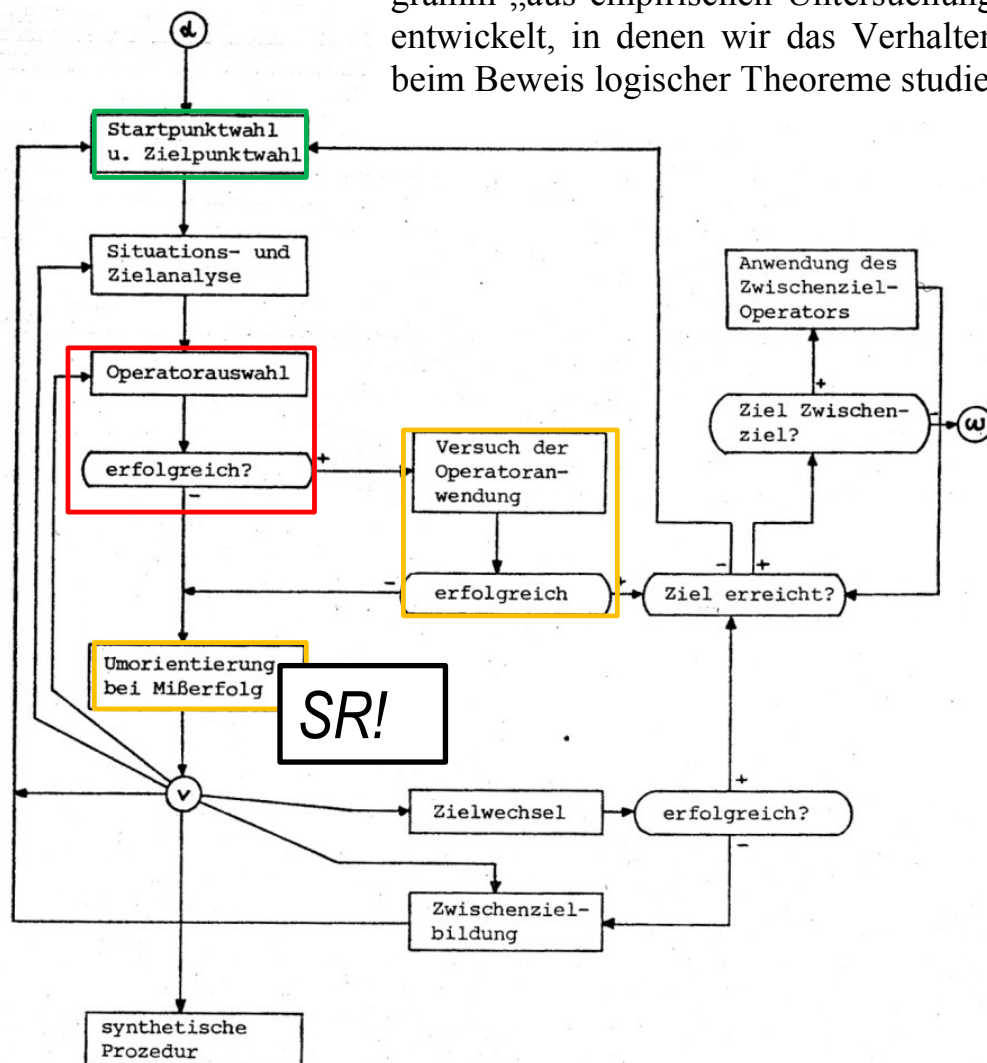 gramm „aus empirischen Untersuchung
entwickelt, in denen wir das Verhalten
beim Beweis logischer Theoreme studie
α
Startpunktwahl
u. Zielpunktwahl
Situations- und
Zielanalyse
Anwendung des
Zwischenziel-
Operators
Operatorauswahl
+
Ziel Zwischen-
ziel?
-
ω
erfolgreich?
+
-
Versuch der
Operatoran-
wendung
-
erfolgreich
+
-
+
Ziel erreicht?
Umorientierung
bei Mißerfolg
SR!
v
Zielwechsel
+
erfolgreich?
-
Zwischenziel-
bildung
synthetische
Prozedur